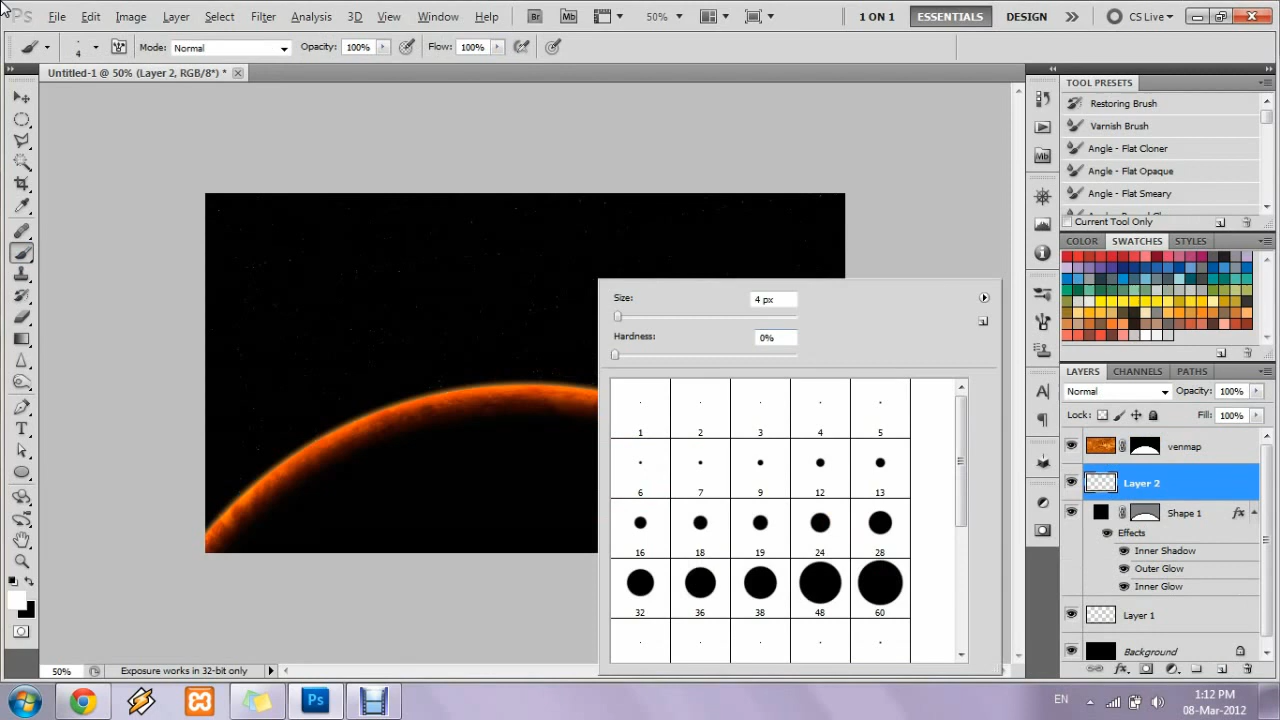 Ps File Edit Image Layer Select Filter Analysis 3D View Window Help Br Mb 50% 1 ON 1 ESSENTIALS DESIGN CS Live
4 Mode: Normal Opacity: 100% Flow: 100%
Untitled-1 @ 50% (Layer 2, RGB/8*) *
TOOL PRESETS
Restoring Brush
Varnish Brush
Angle - Flat Cloner
Angle - Flat Opaque
Angle - Flat Smeary
Current Tool Only
Mb
COLOR SWATCHES STYLES
Size: 4 px
Hardness: 0%
1 2 3 4 5
6 7 9 12 13
16 18 19 24 28
32 36 38 48 60
LAYERS CHANNELS PATHS
Normal Opacity: 100%
Lock: Fill: 100%
venmap
Layer 2
Shape 1 fx
Effects
Inner Shadow
Outer Glow
Inner Glow
Layer 1
Background
fx
A
T
50% Exposure works in 32-bit only
Ps
EN
1:12 PM
08-Mar-2012